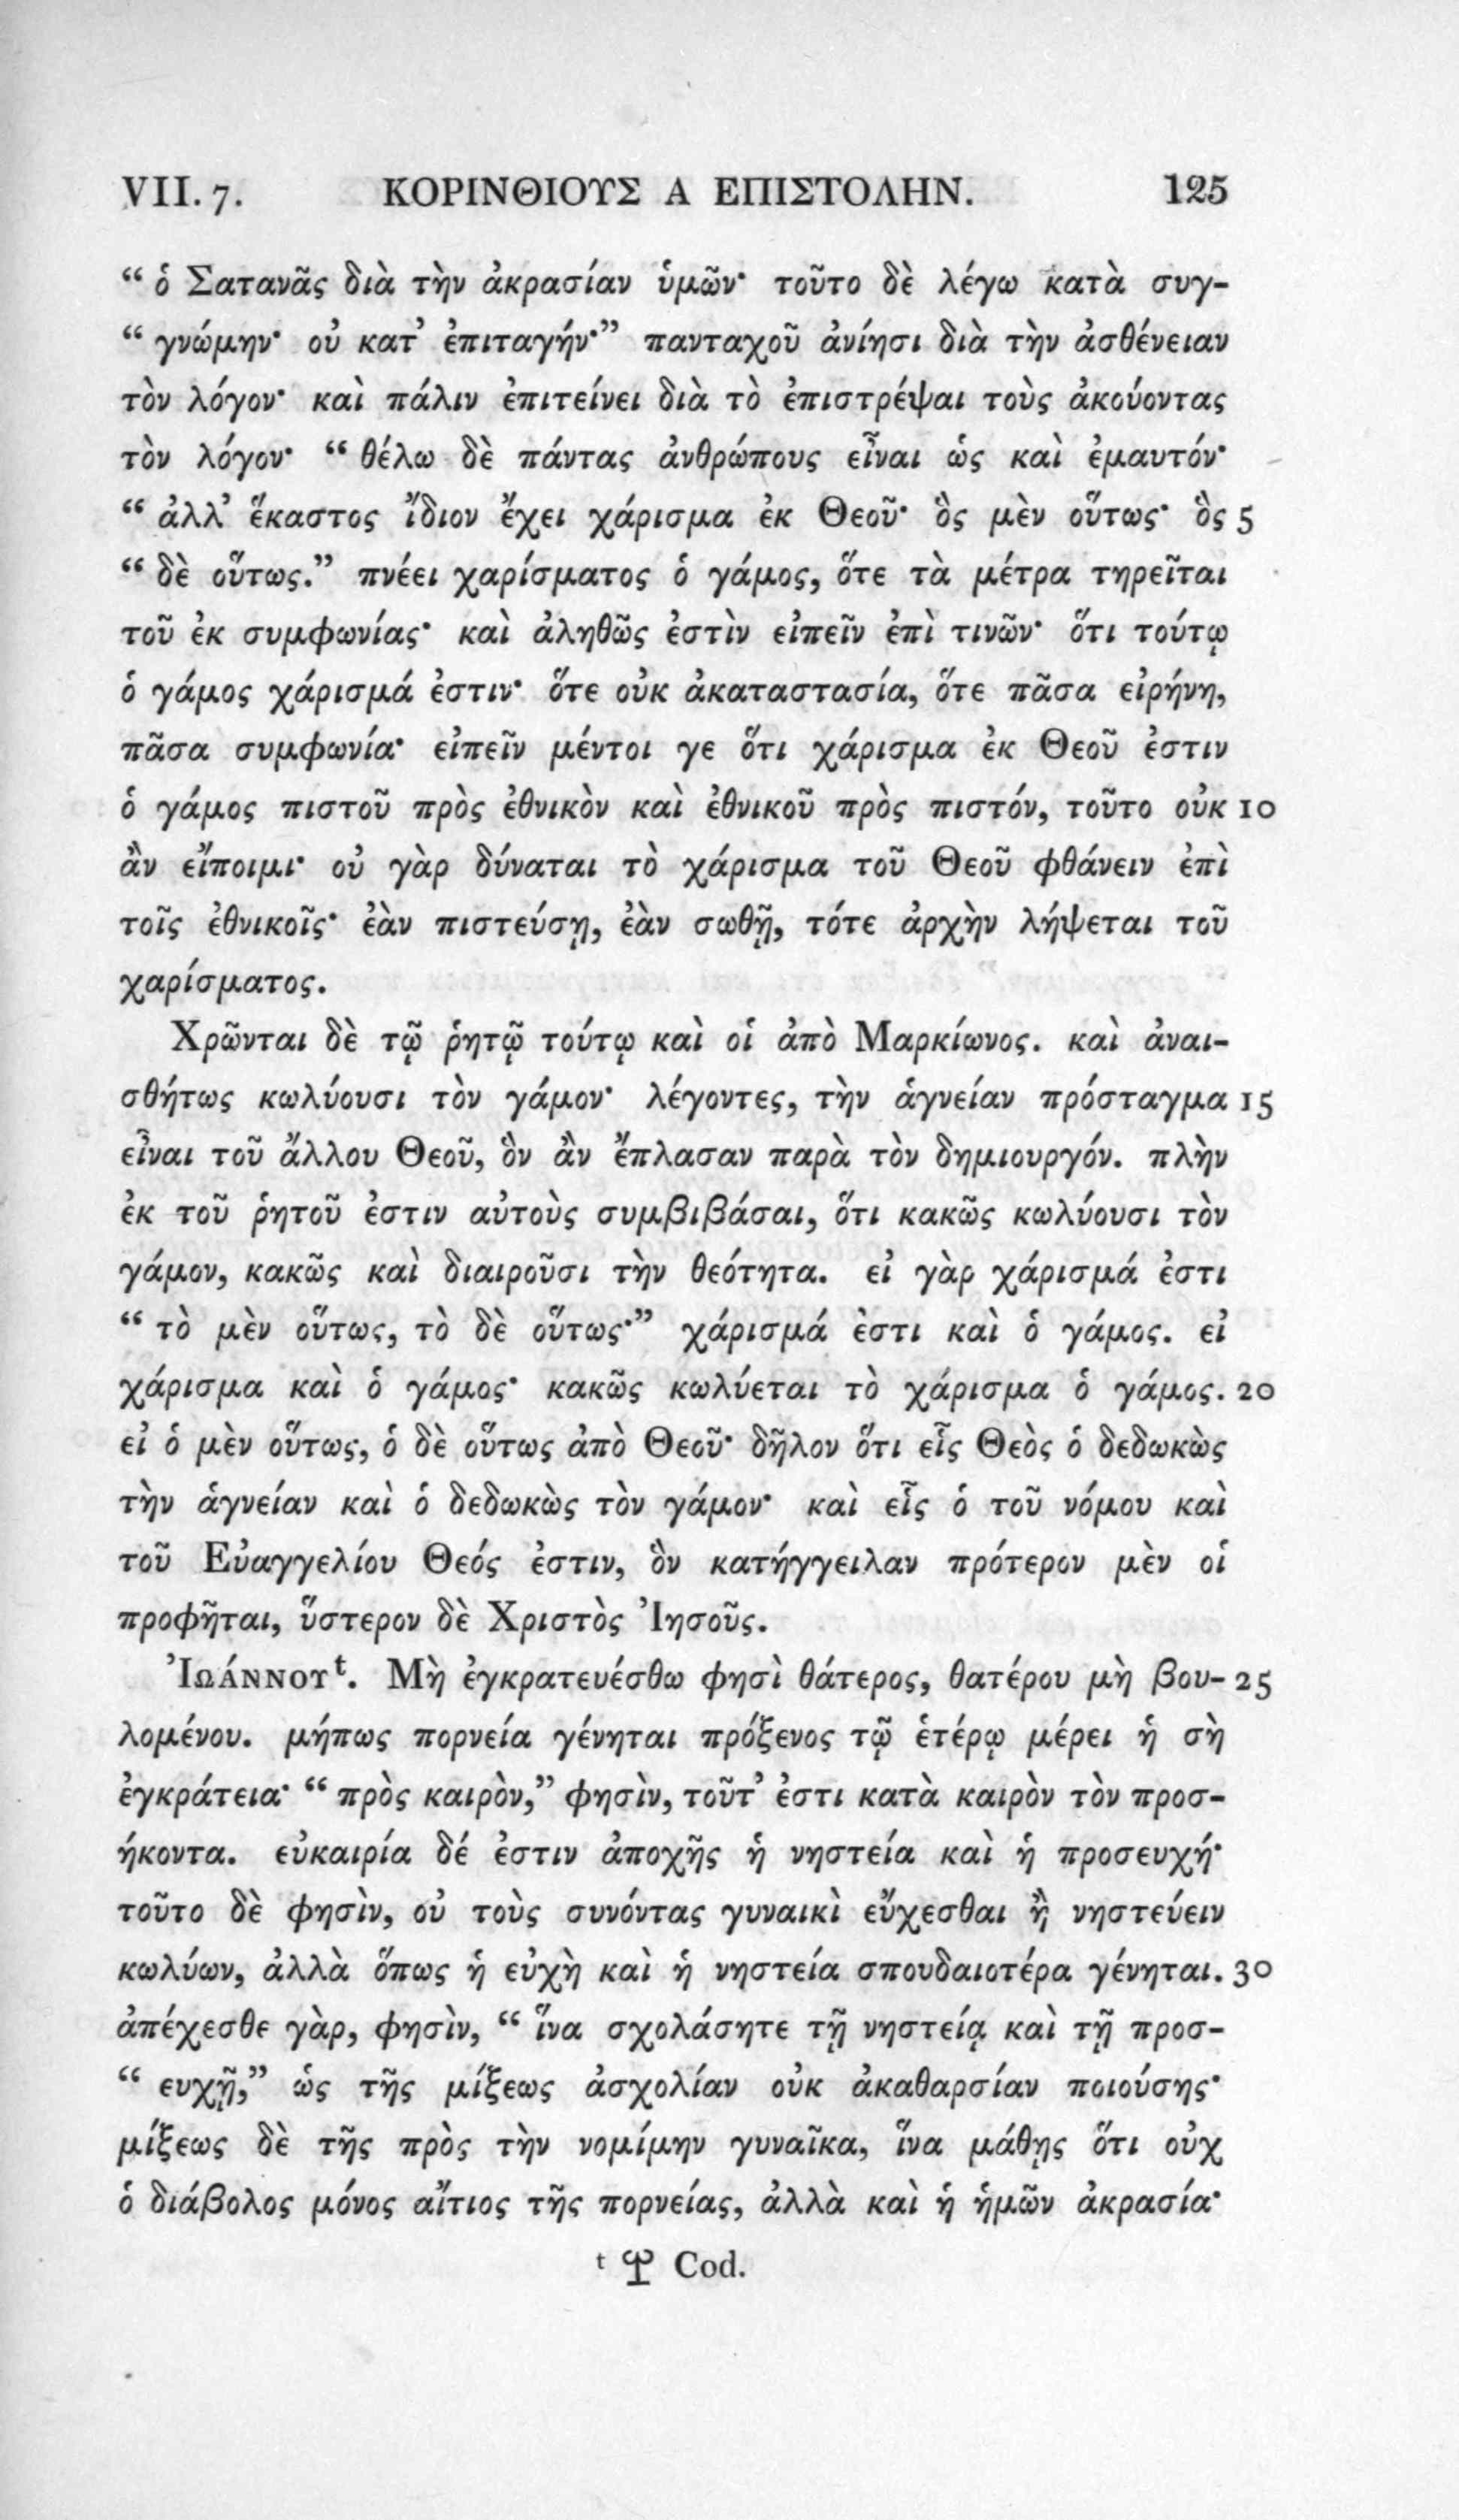 VII. 7. ΚΟΡΙΝΘΙΟΥΣ Α ΕΠΙΣΤΟΛΗΝ. 125
“ ὁ Σατανᾶς διὰ τὴν ἀκρασίαν ὑμῶν· τοῦτο δὲ λέγω κατὰ συγ-
“ γνώμην· οὐ κατ’ ἐπιταγήν·” πανταχοῦ ἀνίησι διὰ τὴν ἀσθένειαν
τὸν λόγον· καὶ πάλιν ἐπιτείνει διὰ τὸ ἐπιστρέψαι τοὺς ἀκούοντας
τὸν λόγον· “ θέλω δὲ πάντας ἀνθρώπους εἶναι ὡς καὶ ἐμαυτόν·
“ ἀλλ’ ἕκαστος ἴδιον ἔχει χάρισμα ἐκ Θεοῦ· ὃς μὲν οὕτως· ὃς 5
“ δὲ οὕτως.” πνέει χαρίσματος ὁ γάμος, ὅτε τὰ μέτρα τηρεῖται
τοῦ ἐκ συμφωνίας· καὶ ἀληθῶς ἐστὶν εἰπεῖν ἐπὶ τινῶν· ὅτι τούτῳ
ὁ γάμος χάρισμά ἐστιν· ὅτε οὐκ ἀκαταστασία, ὅτε πᾶσα εἰρήνη,
πᾶσα συμφωνία· εἰπεῖν μέντοι γε ὅτι χάρισμα ἐκ Θεοῦ ἐστιν
ὁ γάμος πιστοῦ πρὸς ἐθνικὸν καὶ ἐθνικοῦ πρὸς πιστόν, τοῦτο οὐκ 10
ἂν εἴποιμι· οὐ γὰρ δύναται τὸ χάρισμα τοῦ Θεοῦ φθάνειν ἐπὶ
τοῖς ἐθνικοῖς· ἐὰν πιστεύσῃ, ἐὰν σωθῇ, τότε ἀρχὴν λήψεται τοῦ
χαρίσματος.
Χρῶνται δὲ τῷ ῥητῷ τούτῳ καὶ οἱ ἀπὸ Μαρκίωνος. καὶ ἀναι-
σθήτως κωλύουσι τὸν γάμον· λέγοντες, τὴν ἁγνείαν πρόσταγμα 15
εἶναι τοῦ ἄλλου Θεοῦ, ὃν ἂν ἔπλασαν παρὰ τὸν δημιουργόν. πλὴν
ἐκ τοῦ ῥητοῦ ἐστιν αὐτοὺς συμβιβάσαι, ὅτι κακῶς κωλύουσι τὸν
γάμον, κακῶς καὶ διαιροῦσι τὴν θεότητα. εἰ γὰρ χάρισμά ἐστι
“ τὸ μὲν οὕτως, τὸ δὲ οὕτως·” χάρισμά ἐστι καὶ ὁ γάμος. εἰ
χάρισμα καὶ ὁ γάμος· κακῶς κωλύεται τὸ χάρισμα ὁ γάμος. 20
εἰ ὁ μὲν οὕτως, ὁ δὲ οὕτως ἀπὸ Θεοῦ· δῆλον ὅτι εἷς Θεὸς ὁ δεδωκὼς
τὴν ἁγνείαν καὶ ὁ δεδωκὼς τὸν γάμον· καὶ εἷς ὁ τοῦ νόμου καὶ
τοῦ Εὐαγγελίου Θεός ἐστιν, ὃν κατήγγειλαν πρότερον μὲν οἱ
προφῆται, ὕστερον δὲ Χριστὸς Ἰησοῦς.
ἸΩΆΝΝΟΥ t. Μὴ ἐγκρατευέσθω φησὶ θάτερος, θατέρου μὴ βου- 25
λομένου. μήπως πορνεία γένηται πρόξενος τῷ ἑτέρῳ μέρει ἡ σὴ
ἐγκράτεια· “ πρὸς καιρὸν,” φησὶν, τοῦτ’ ἐστι κατὰ καιρὸν τὸν προσ-
ήκοντα. εὐκαιρία δέ ἐστιν ἀποχῆς ἡ νηστεία καὶ ἡ προσευχή·
τοῦτο δὲ φησὶν, οὐ τοὺς συνόντας γυναικὶ εὔχεσθαι ἢ νηστεύειν
κωλύων, ἀλλὰ ὅπως ἡ εὐχὴ καὶ ἡ νηστεία σπουδαιοτέρα γένηται. 30
ἀπέχεσθε γὰρ, φησὶν, “ ἵνα σχολάσητε τῇ νηστείᾳ καὶ τῇ προσ-
“ ευχῇ,” ὡς τῆς μίξεως ἀσχολίαν οὐκ ἀκαθαρσίαν ποιούσης·
μίξεως δὲ τῆς πρὸς τὴν νομίμην γυναῖκα, ἵνα μάθῃς ὅτι οὐχ
ὁ διάβολος μόνος αἴτιος τῆς πορνείας, ἀλλὰ καὶ ἡ ἡμῶν ἀκρασία·
t Cod.